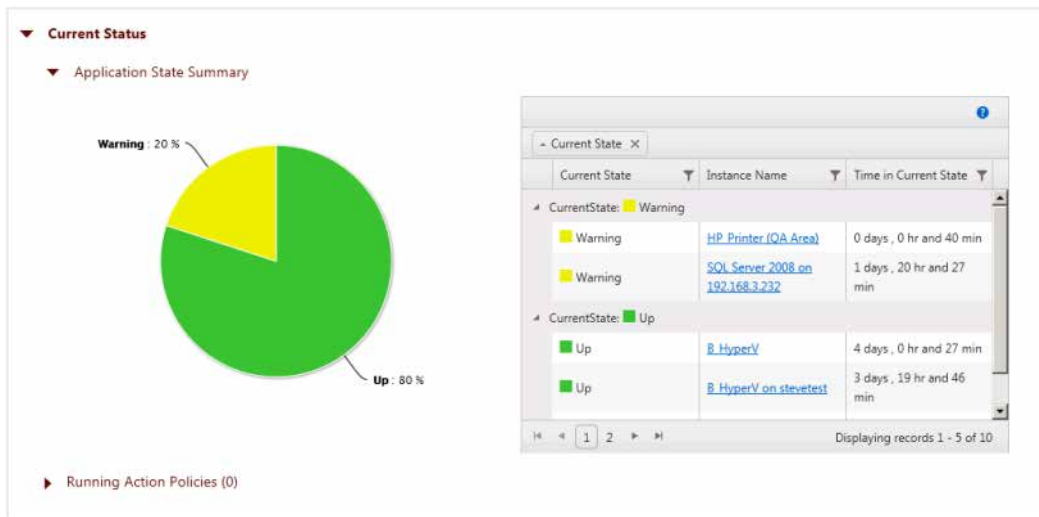 Current Status
Application State Summary
Warning : 20 %
Up : 80 %
?
Current State ×
Current State Instance Name Time in Current State
CurrentState: Warning
Warning HP Printer (QA Area) 0 days , 0 hr and 40 min
Warning SQL Server 2008 on 192.168.3.232 1 days , 20 hr and 27 min
CurrentState: Up
Up B_HyperV 4 days , 0 hr and 27 min
Up B_HyperV on stevetest 3 days , 19 hr and 46 min
1 2 Displaying records 1 - 5 of 10
Running Action Policies (0)